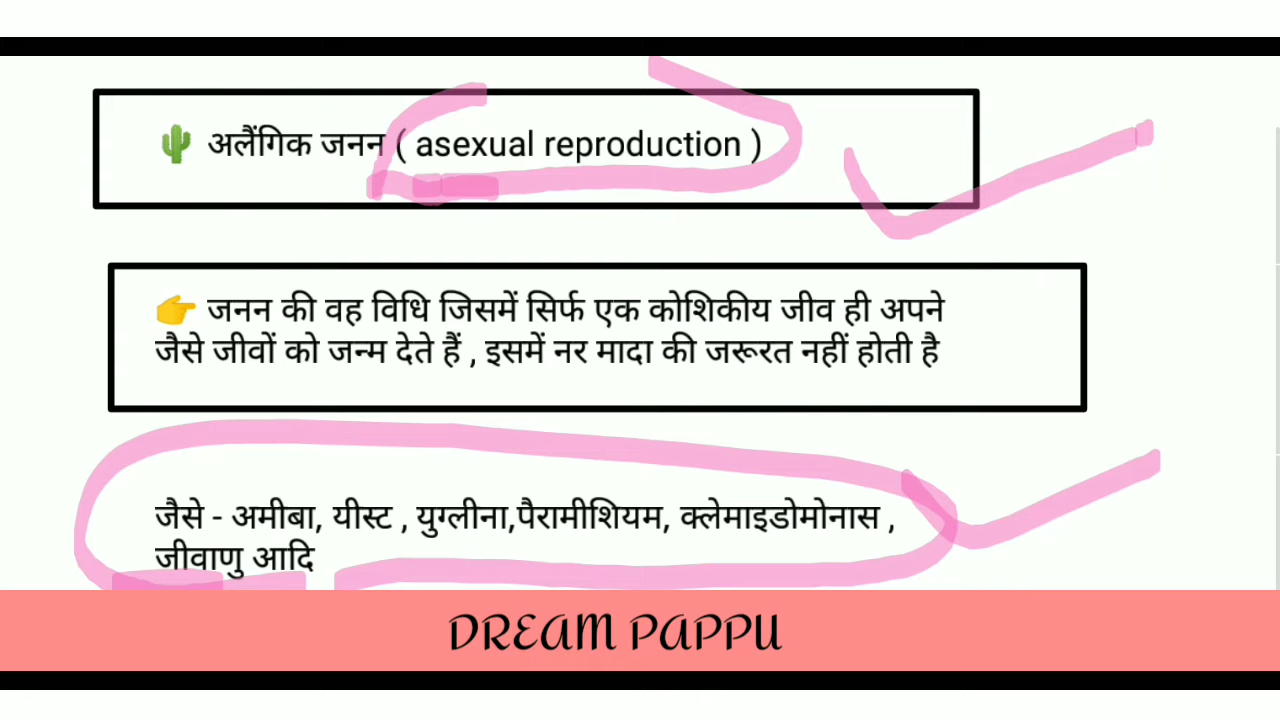 🌵 अलैंगिक जनन ( asexual reproduction )
👉 जनन की वह विधि जिसमें सिर्फ एक कोशिकीय जीव ही अपने
जैसे जीवों को जन्म देते हैं , इसमें नर मादा की जरूरत नहीं होती है
जैसे - अमीबा, यीस्ट , युग्लीना,पैरामीशियम, क्लेमाइडोमोनास ,
जीवाणु आदि
DREAM PAPPU